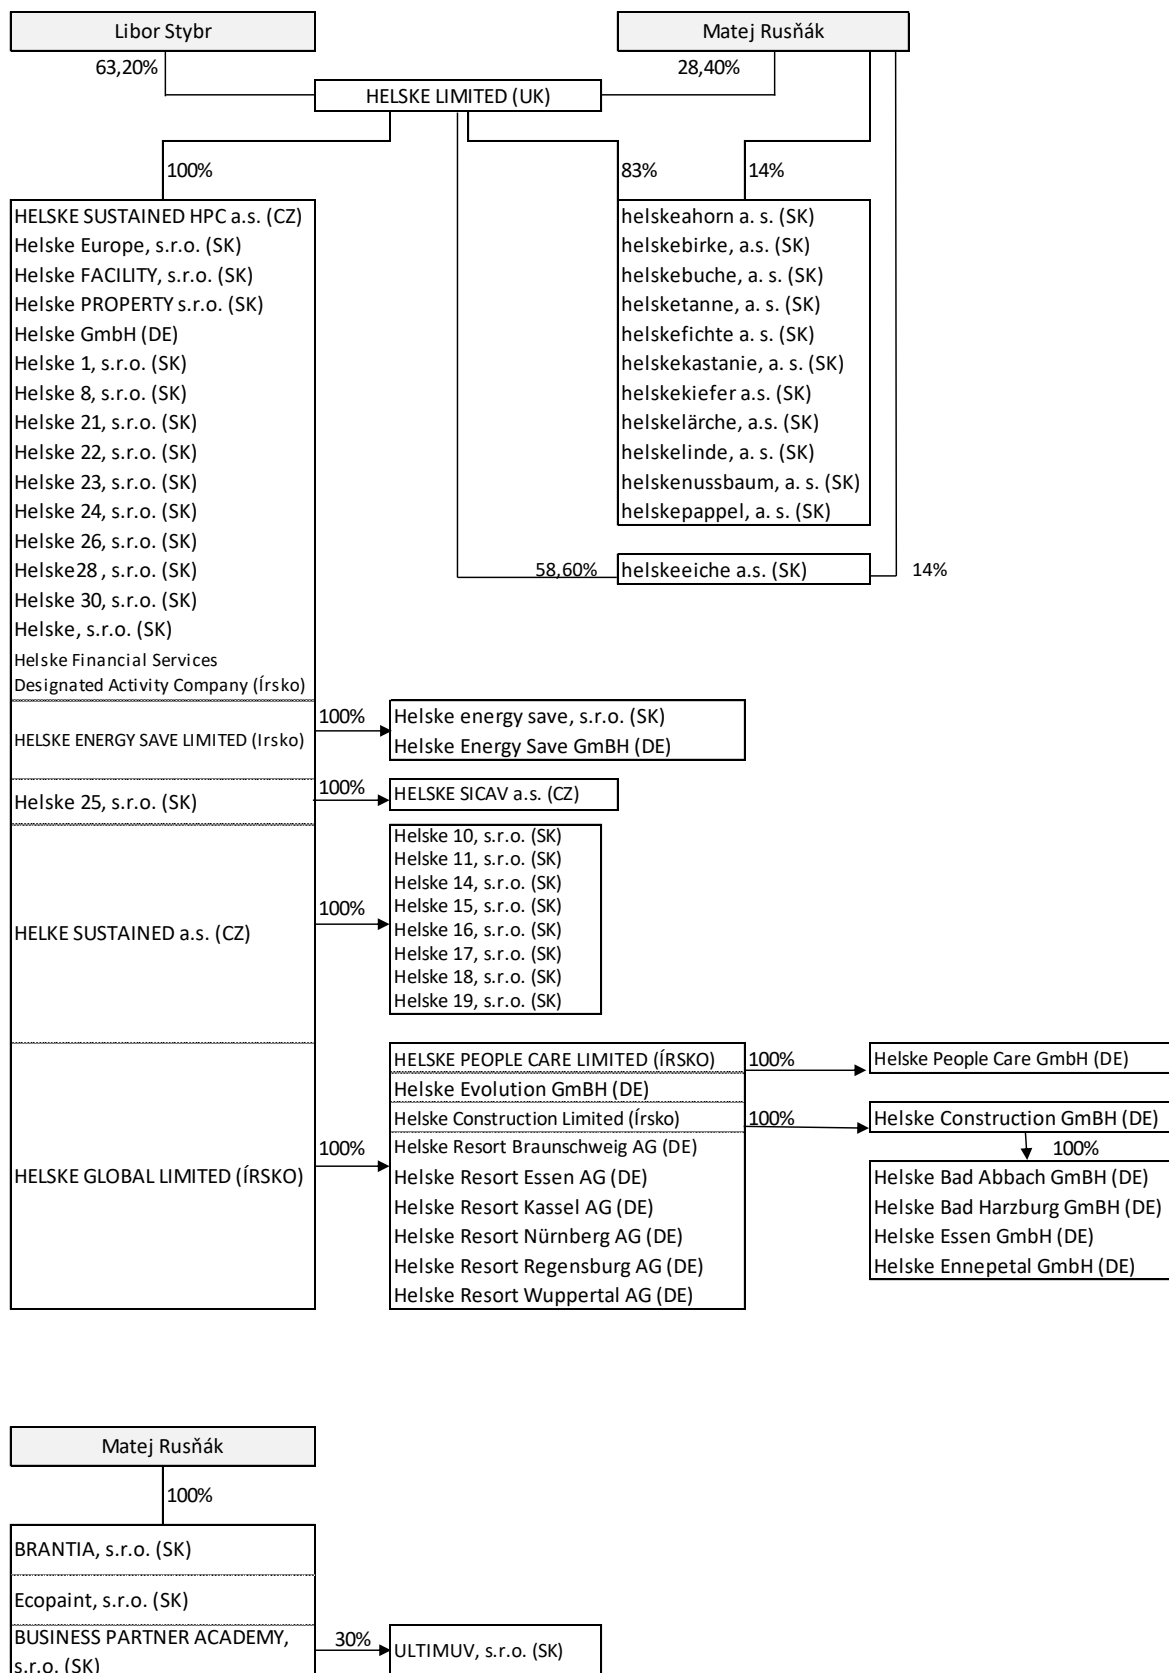 Libor Stybr
Matej Rusňák
63,20%
28,40%
HELSKE LIMITED (UK)
100%
83%
14%
HELSKE SUSTAINED HPC a.s. (CZ)
Helske Europe, s.r.o. (SK)
Helske FACILITY, s.r.o. (SK)
Helske PROPERTY s.r.o. (SK)
Helske GmbH (DE)
Helske 1, s.r.o. (SK)
Helske 8, s.r.o. (SK)
Helske 21, s.r.o. (SK)
Helske 22, s.r.o. (SK)
Helske 23, s.r.o. (SK)
Helske 24, s.r.o. (SK)
Helske 26, s.r.o. (SK)
Helske28 , s.r.o. (SK)
Helske 30, s.r.o. (SK)
Helske, s.r.o. (SK)
Helske Financial Services
Designated Activity Company (Írsko)
helskeahorn a. s. (SK)
helskebirke, a.s. (SK)
helskebuche, a. s. (SK)
helsketanne, a. s. (SK)
helskefichte a. s. (SK)
helskekastanie, a. s. (SK)
helskekiefer a.s. (SK)
helskelärche, a.s. (SK)
helskelinde, a. s. (SK)
helskenussbaum, a. s. (SK)
helskepappel, a. s. (SK)
58,60%
helskeeiche a.s. (SK)
14%
HELSKE ENERGY SAVE LIMITED (Irsko)
100%
Helske energy save, s.r.o. (SK)
Helske Energy Save GmBH (DE)
Helske 25, s.r.o. (SK)
100%
HELSKE SICAV a.s. (CZ)
HELKE SUSTAINED a.s. (CZ)
100%
Helske 10, s.r.o. (SK)
Helske 11, s.r.o. (SK)
Helske 14, s.r.o. (SK)
Helske 15, s.r.o. (SK)
Helske 16, s.r.o. (SK)
Helske 17, s.r.o. (SK)
Helske 18, s.r.o. (SK)
Helske 19, s.r.o. (SK)
HELSKE GLOBAL LIMITED (ÍRSKO)
100%
HELSKE PEOPLE CARE LIMITED (ÍRSKO)
Helske Evolution GmBH (DE)
Helske Construction Limited (Írsko)
Helske Resort Braunschweig AG (DE)
Helske Resort Essen AG (DE)
Helske Resort Kassel AG (DE)
Helske Resort Nürnberg AG (DE)
Helske Resort Regensburg AG (DE)
Helske Resort Wuppertal AG (DE)
100%
Helske People Care GmbH (DE)
100%
Helske Construction GmBH (DE)
100%
Helske Bad Abbach GmBH (DE)
Helske Bad Harzburg GmBH (DE)
Helske Essen GmbH (DE)
Helske Ennepetal GmbH (DE)
Matej Rusňák
100%
BRANTIA, s.r.o. (SK)
Ecopaint, s.r.o. (SK)
BUSINESS PARTNER ACADEMY,
s.r.o. (SK)
30%
ULTIMUV, s.r.o. (SK)